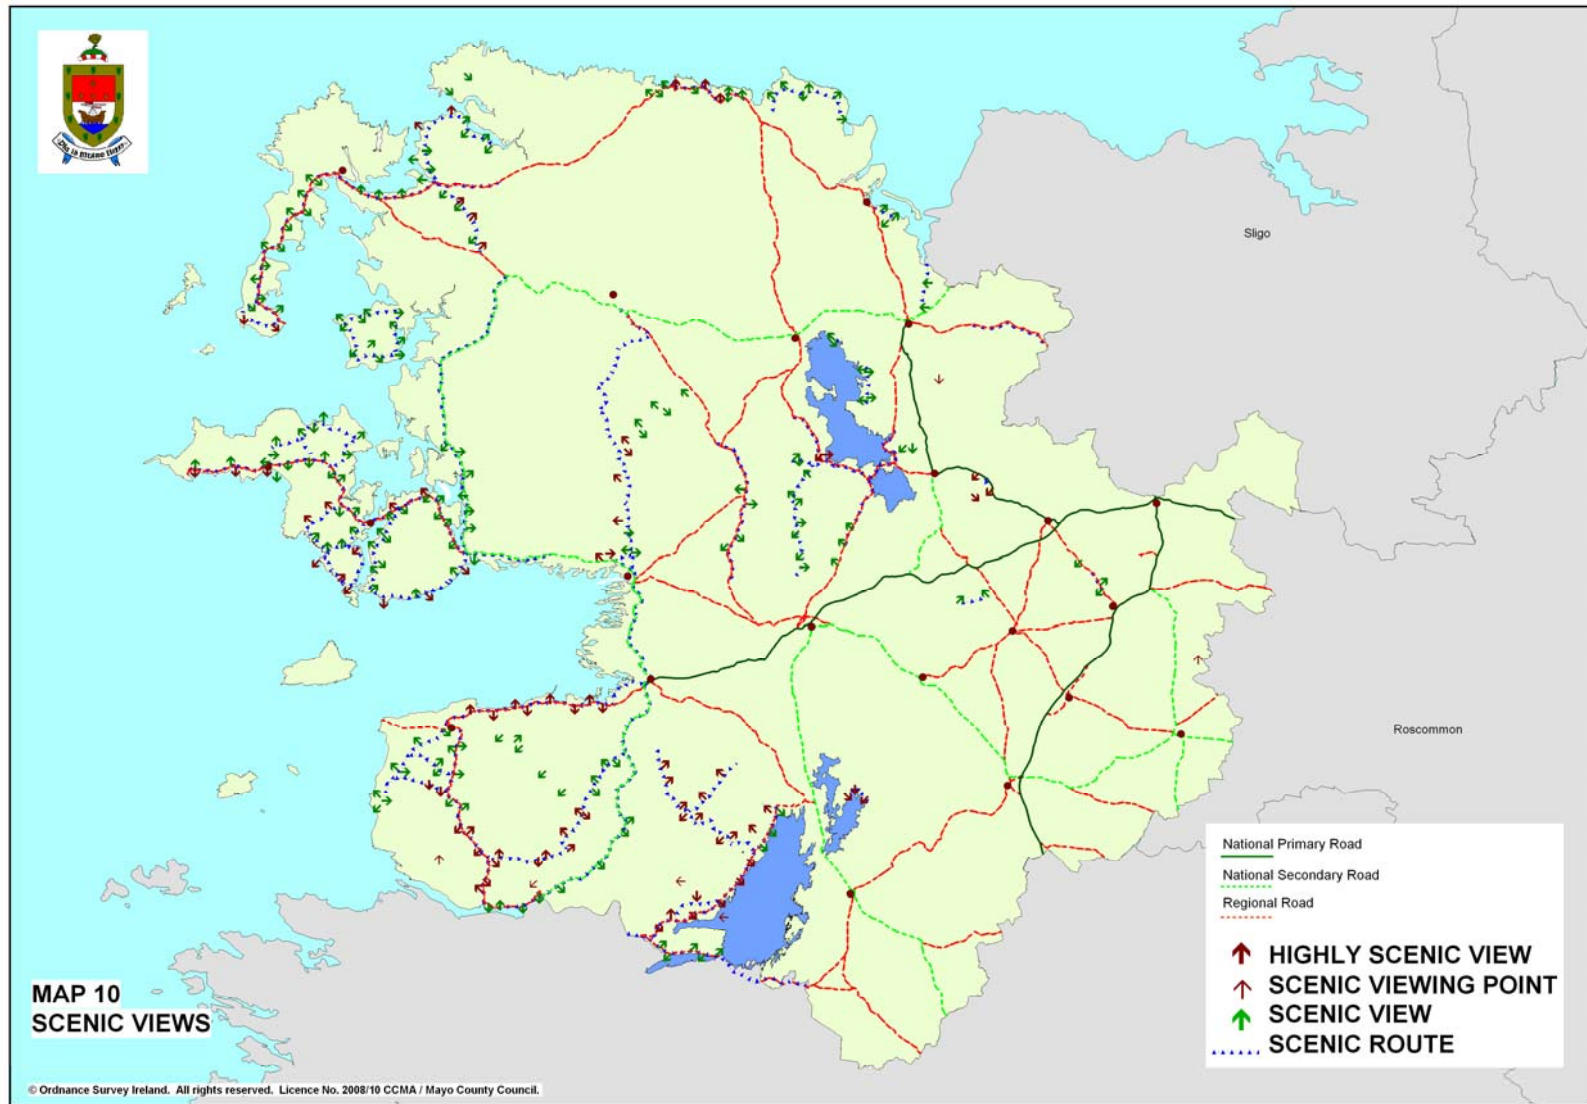 Sligo
Roscommon
National Primary Road
National Secondary Road
Regional Road
HIGHLY SCENIC VIEW
SCENIC VIEWING POINT
SCENIC VIEW
SCENIC ROUTE
MAP 10
SCENIC VIEWS
© Ordnance Survey Ireland. All rights reserved. Licence No. 2008/10 CCMA / Mayo County Council.